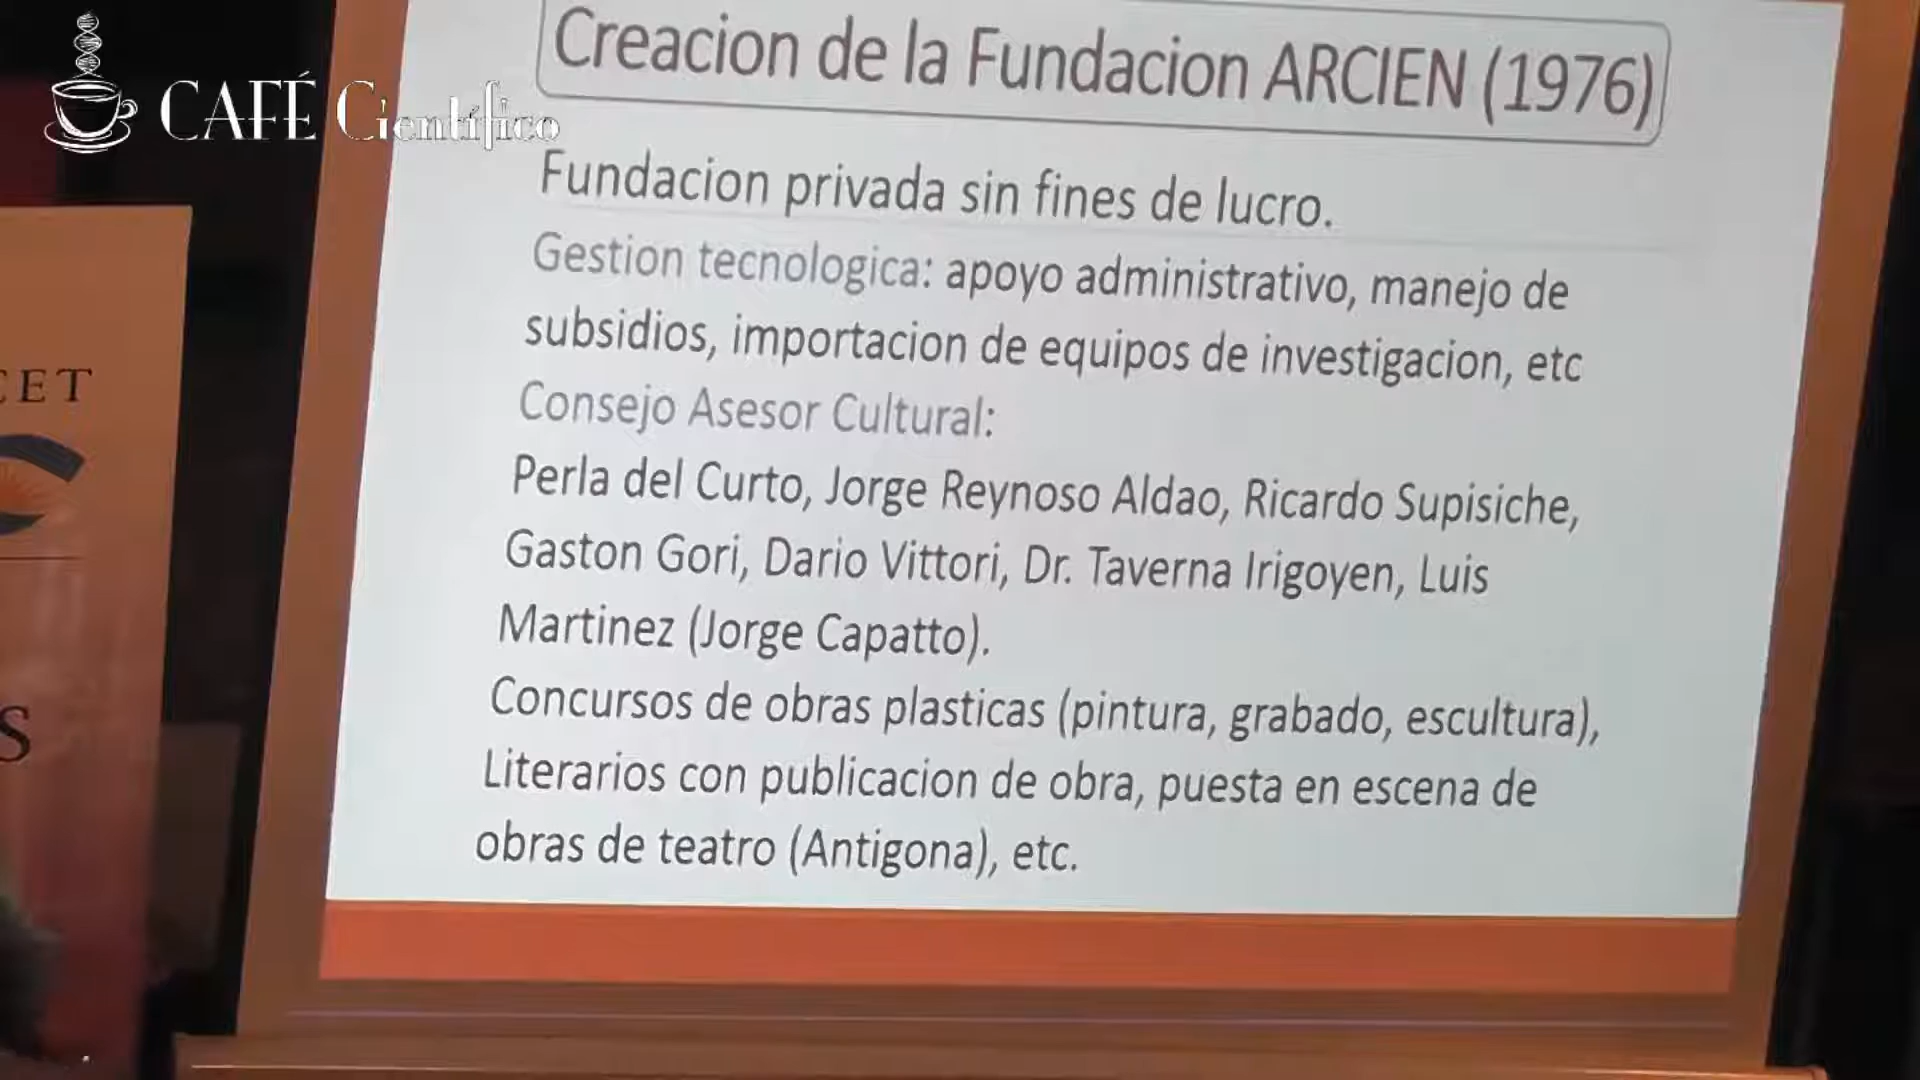 CAFÉ Científico
Creacion de la Fundacion ARCIEN (1976)
Fundacion privada sin fines de lucro.
Gestion tecnologica: apoyo administrativo, manejo de
subsidios, importacion de equipos de investigacion, etc
Consejo Asesor Cultural:
Perla del Curto, Jorge Reynoso Aldao, Ricardo Supisiche,
Gaston Gori, Dario Vittori, Dr. Taverna Irigoyen, Luis
Martinez (Jorge Capatto).
Concursos de obras plasticas (pintura, grabado, escultura),
Literarios con publicacion de obra, puesta en escena de
obras de teatro (Antigona), etc.
CET
S